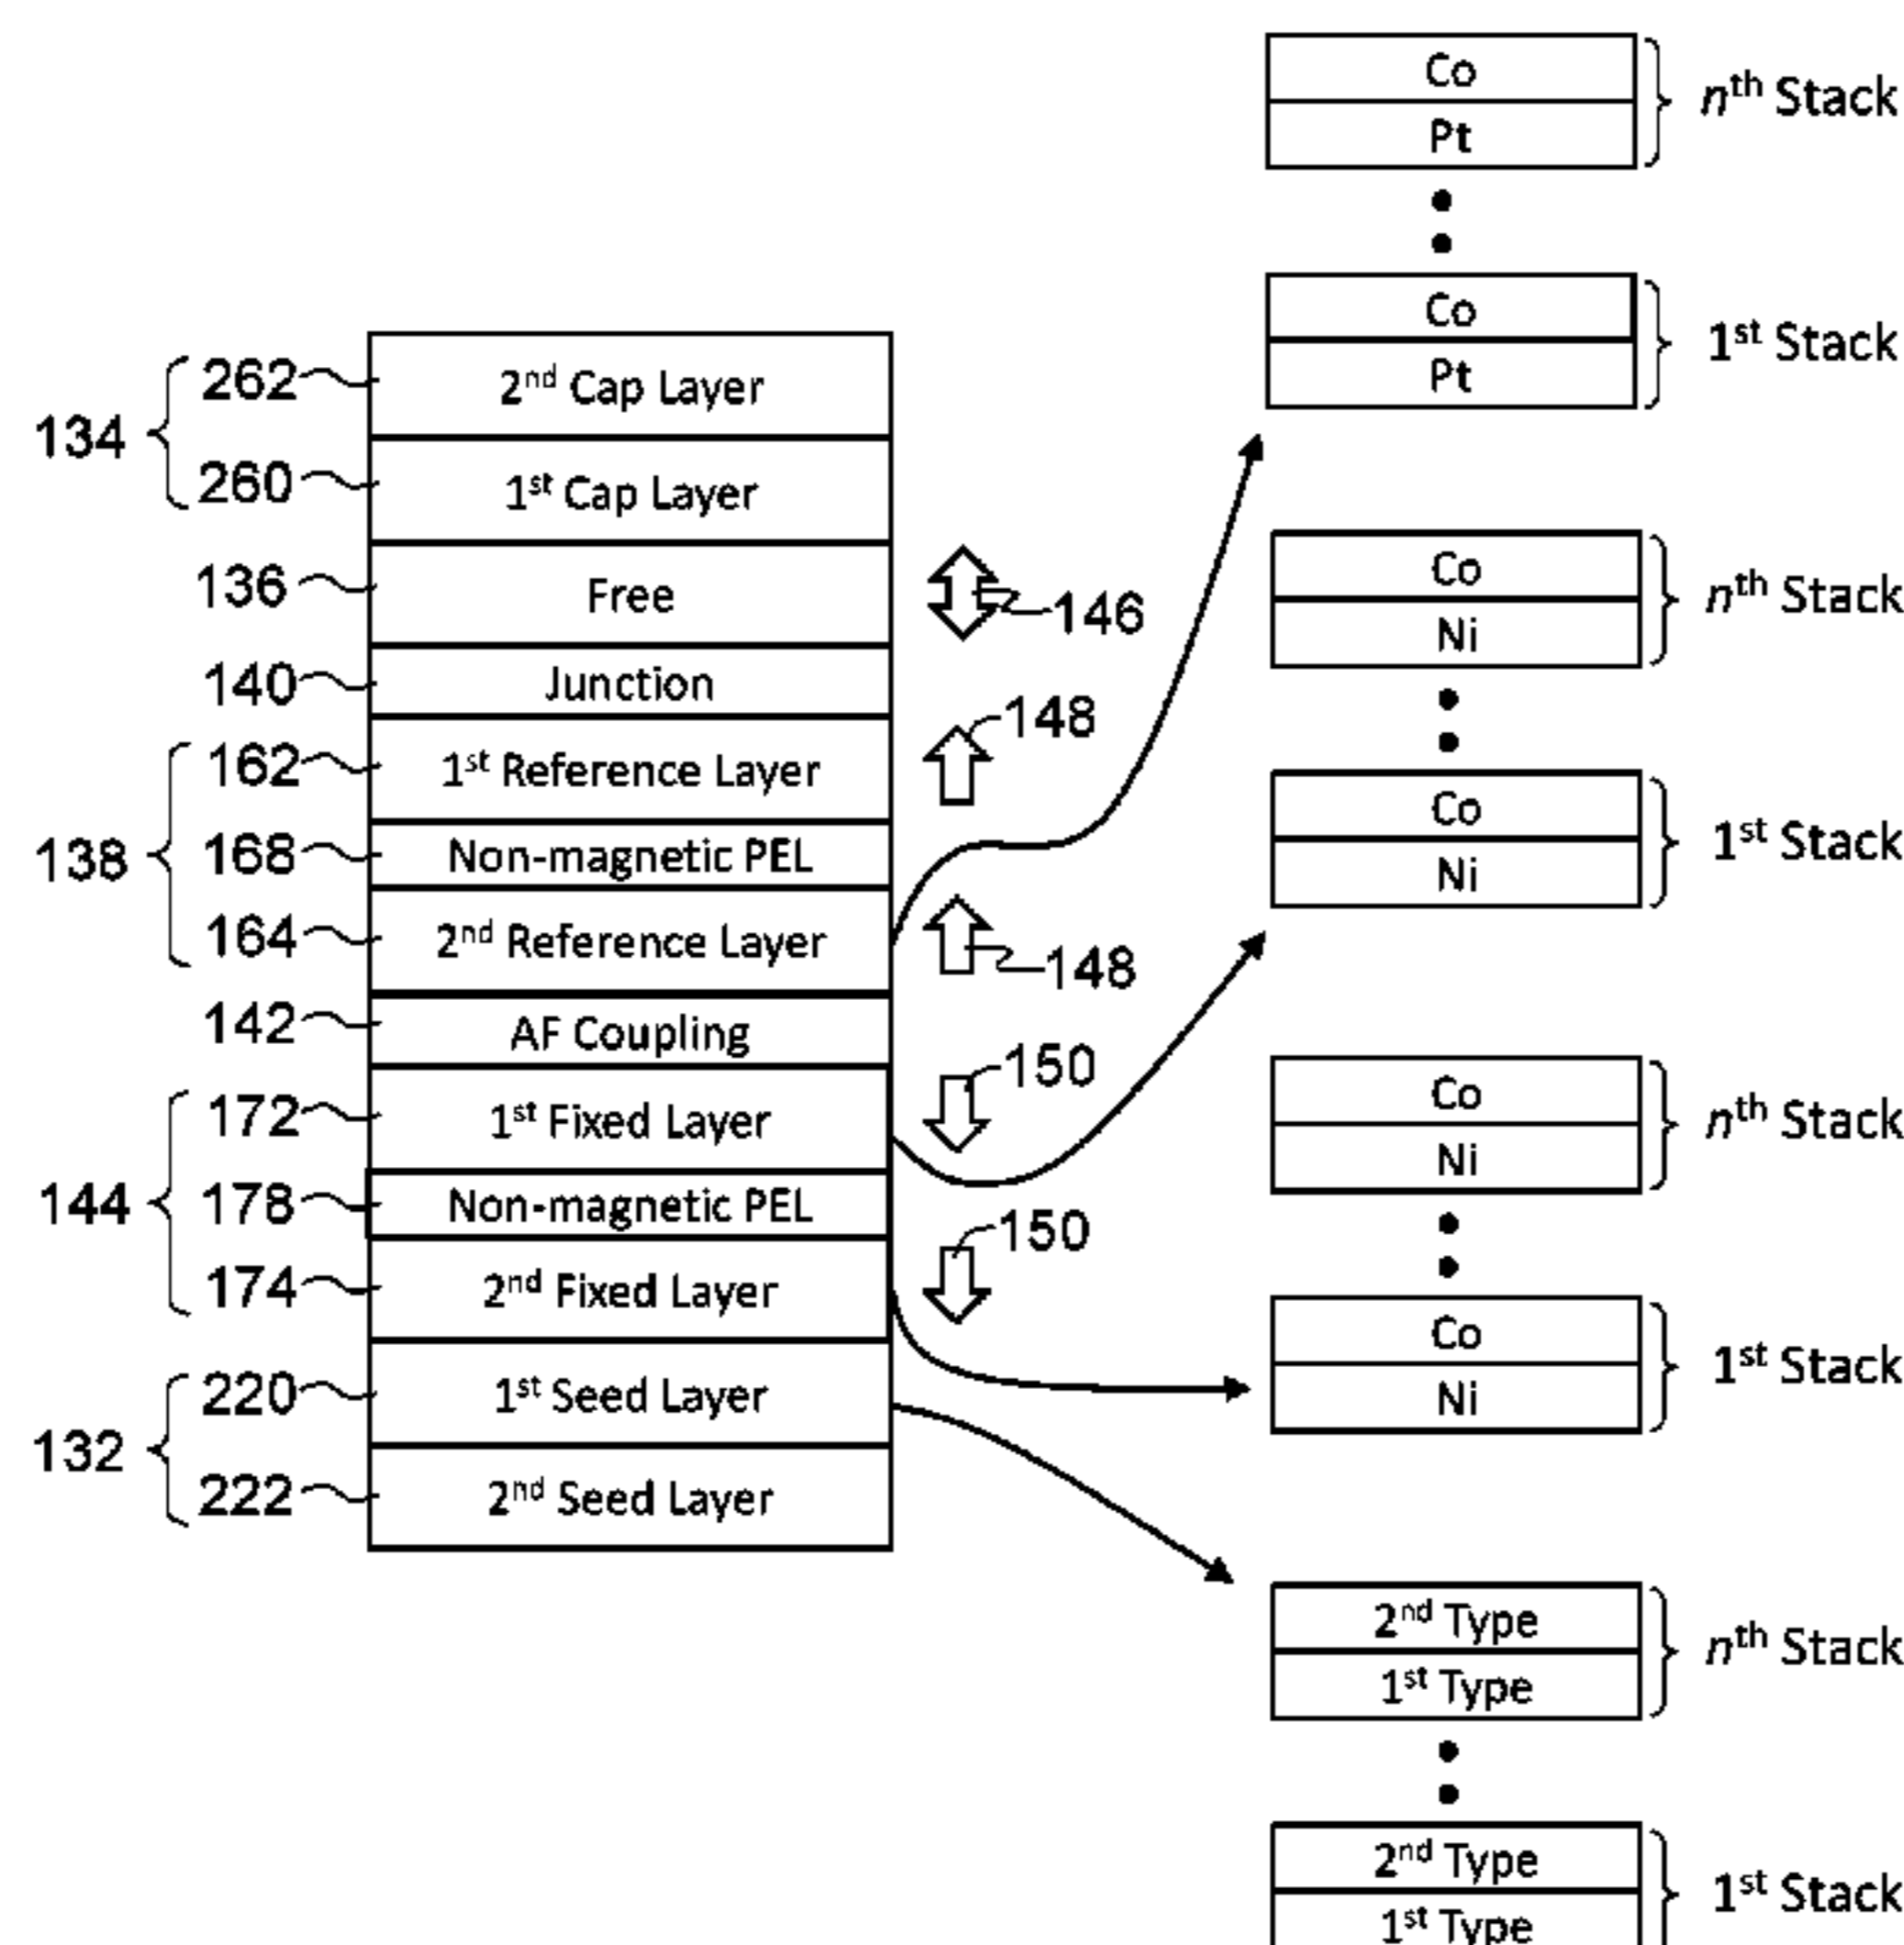 Co
nth Stack
Pt
Co
1st Stack
Pt
134
262
2nd Cap Layer
260
1st Cap Layer
136
Free
146
140
Junction
138
162
1st Reference Layer
148
168
Non-magnetic PEL
164
2nd Reference Layer
148
142
AF Coupling
144
172
1st Fixed Layer
150
178
Non-magnetic PEL
174
2nd Fixed Layer
150
132
220
1st Seed Layer
222
2nd Seed Layer
Co
nth Stack
Ni
Co
1st Stack
Ni
Co
nth Stack
Ni
Co
1st Stack
Ni
2nd Type
nth Stack
1st Type
2nd Type
1st Stack
1st Type